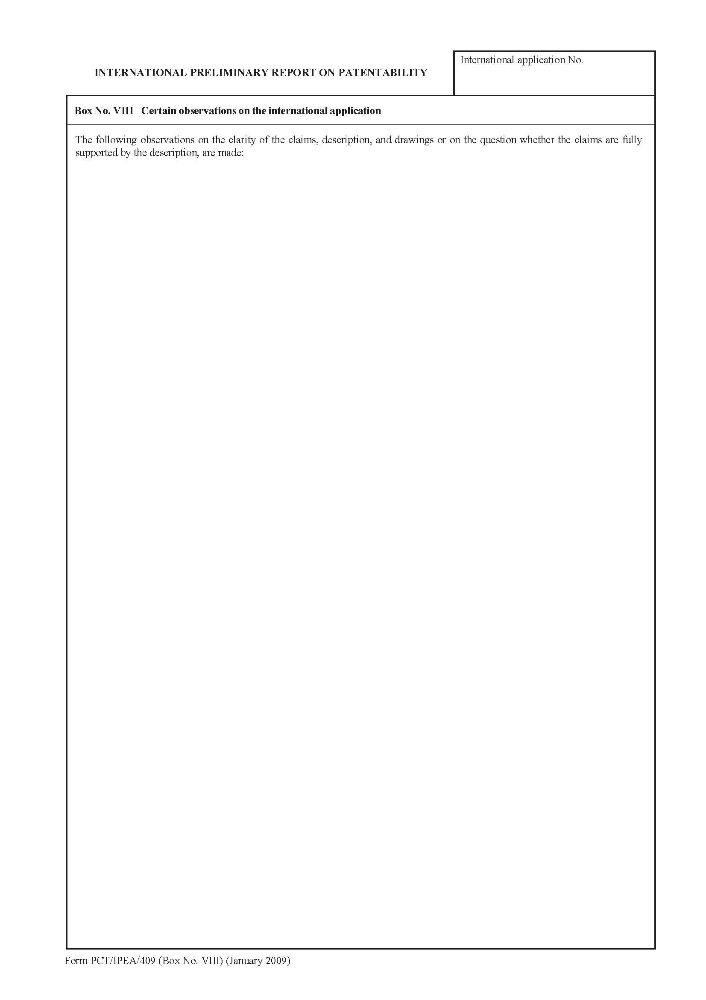 International application No.
INTERNATIONAL PRELIMINARY REPORT ON PATENTABILITY
Box No. VIII Certain observations on the international application
The following observations on the clarity of the claims, description, and drawings or on the question whether the claims are fully
supported by the description, are made:
Form PCT/IPEA/409 (Box No. VIII) (January 2009)